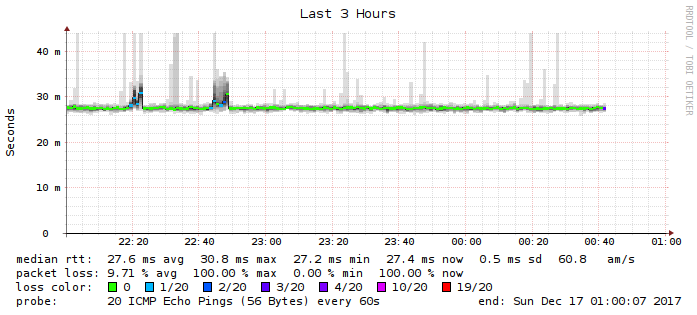 Last 3 Hours
RRDTOOL / TOBI OETIKER
Seconds
40 m
30 m
20 m
10 m
0
22:20 22:40 23:00 23:20 23:40 00:00 00:20 00:40 01:00
median rtt: 27.6 ms avg 30.8 ms max 27.2 ms min 27.4 ms now 0.5 ms sd 60.8 am/s
packet loss: 9.71 % avg 100.00 % max 0.00 % min 100.00 % now
loss color: 0 1/20 2/20 3/20 4/20 10/20 19/20
probe: 20 ICMP Echo Pings (56 Bytes) every 60s end: Sun Dec 17 01:00:07 2017